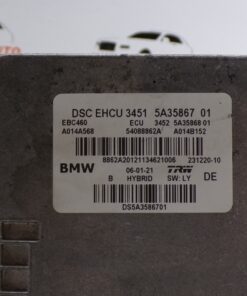 DSC EHCU 3451 5A35867 01
EBC460 ECU 3452 5A35868 01
A014A568 54088862A A014B152
8862A20121134621006 231220-10
BMW 06-01-21 TRW DE
B HYBRID SW: LY
DS5A3586701